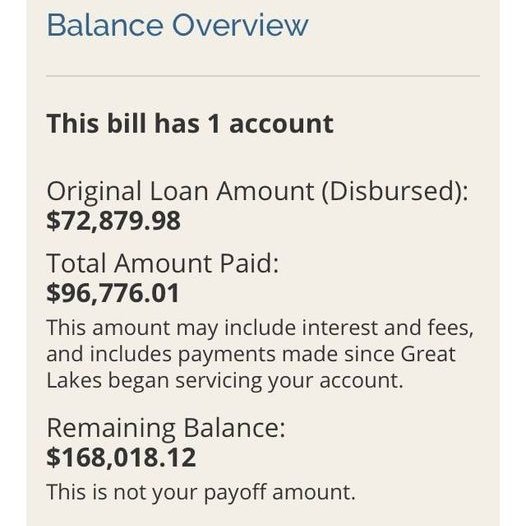 Balance Overview
This bill has 1 account
Original Loan Amount (Disbursed):
$72,879.98
Total Amount Paid:
$96,776.01
This amount may include interest and fees,
and includes payments made since Great
Lakes began servicing your account.
Remaining Balance:
$168,018.12
This is not your payoff amount.